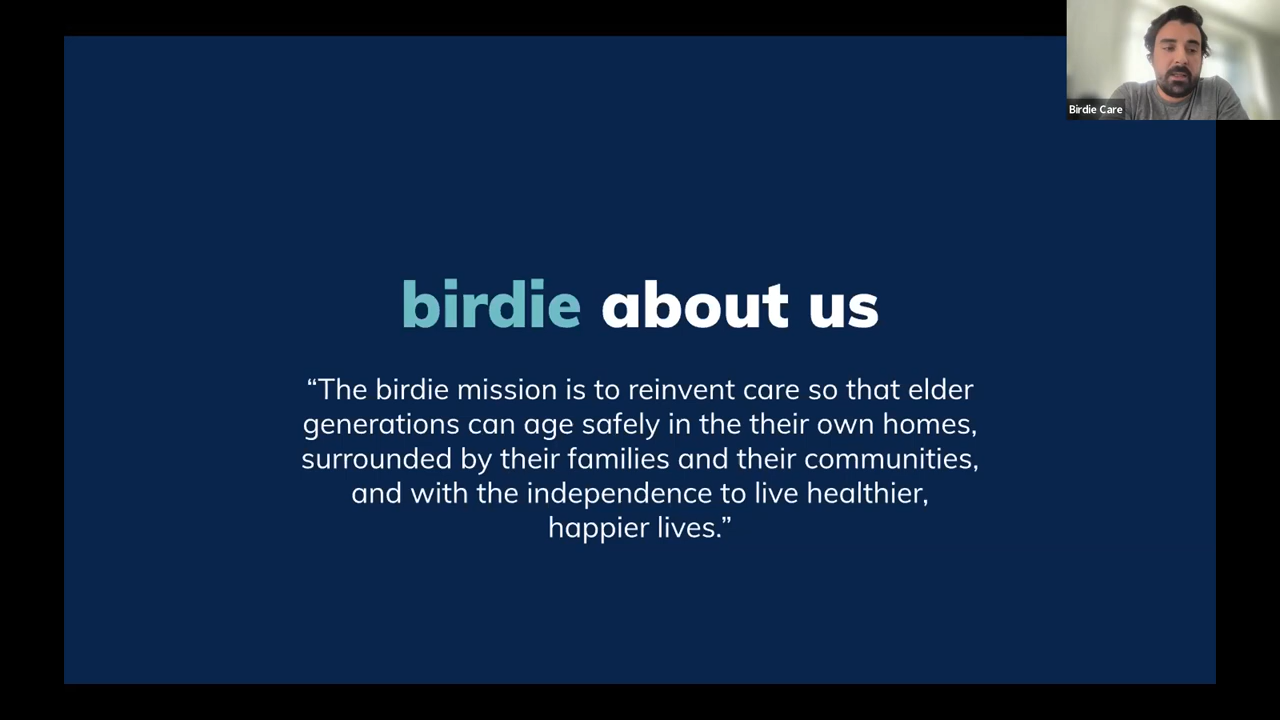 Birdie Care
birdie about us
“The birdie mission is to reinvent care so that elder
generations can age safely in the their own homes,
surrounded by their families and their communities,
and with the independence to live healthier,
happier lives.”